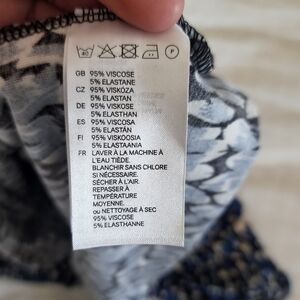 GB 95% VISCOSE
5% ELASTANE
CZ 95% VISKÓZA
5% ELASTAN
DE 95% VISKOSE
5% ELASTHAN
ES 95% VISCOSA
5% ELASTÁN
FI 95% VISKOOSIA
5% ELASTAANIA
FR LAVER À LA MACHINE À
L'EAU TIÈDE.
BLANCHIR SANS CHLORE
SI NÉCESSAIRE.
SÉCHER À L'AIR.
REPASSER À
TEMPÉRATURE
MOYENNE.
ou NETTOYAGE À SEC
95% VISCOSE
5% ELASTHANNE